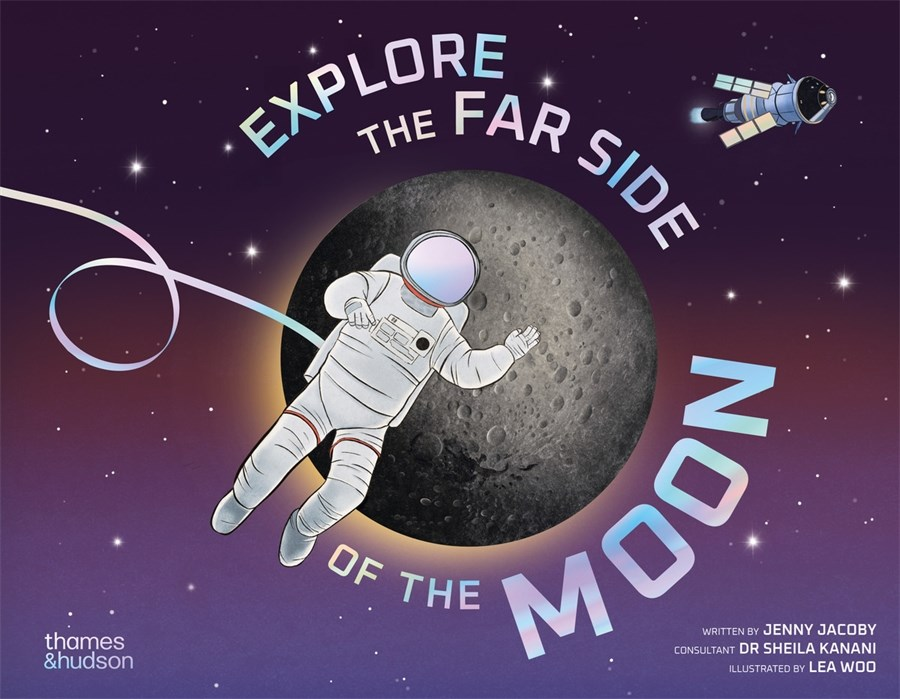 EXPLORE
THE FAR SIDE
OF THE MOON
thames
&hudson
WRITTEN BY JENNY JACOBY
CONSULTANT DR SHEILA KANANI
ILLUSTRATED BY LEA WOO